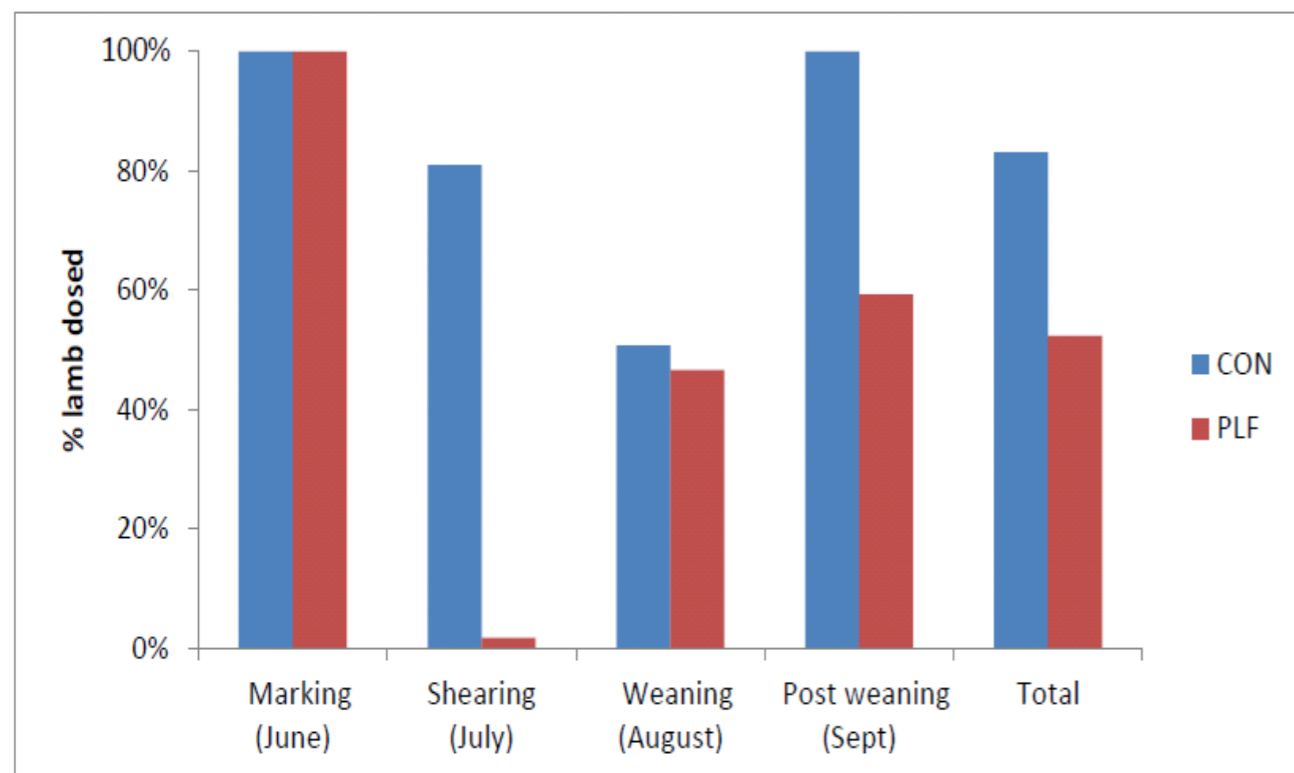 100%
80%
60%
40%
20%
0%
% lamb dosed
Marking
(June)
Shearing
(July)
Weaning
(August)
Post weaning
(Sept)
Total
CON
PLF